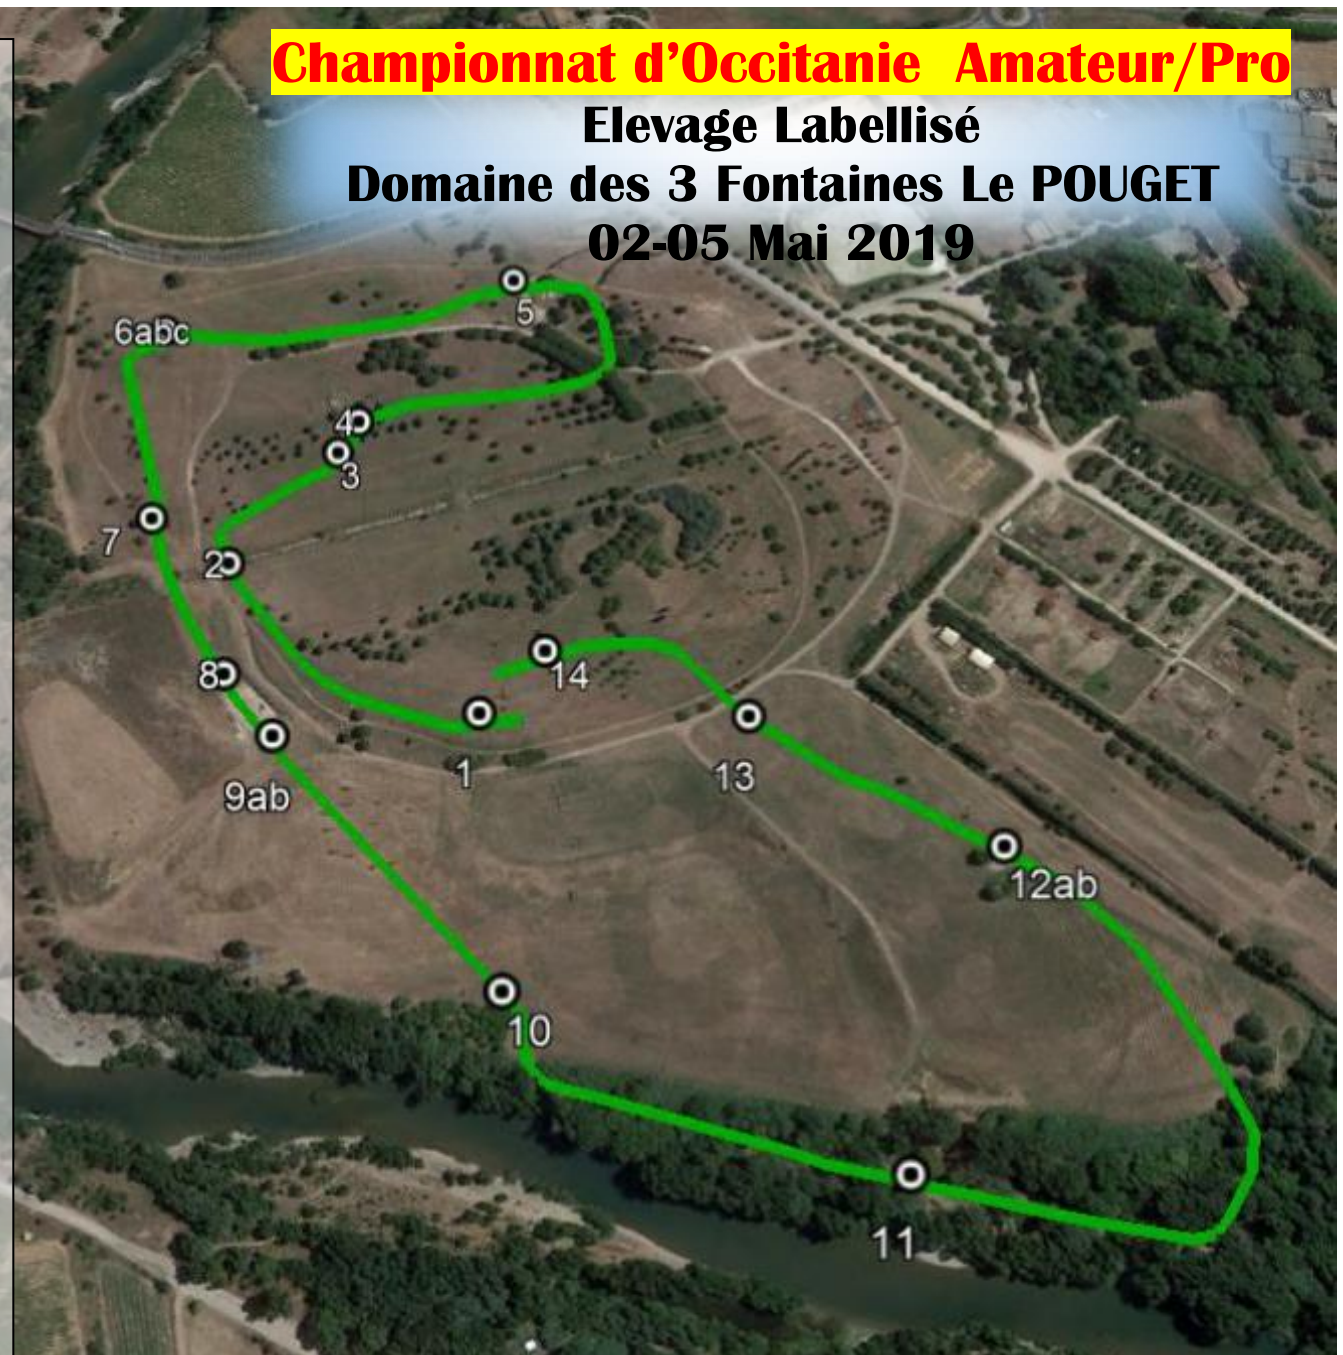 Championnat d'Occitanie  Amateur/Pro
Elevage Labellisé
Domaine des 3 Fontaines Le POUGET
02-05 Mai 2019
5
6abc
4
3
7
2
14
8
1
13
9ab
12ab
10
11